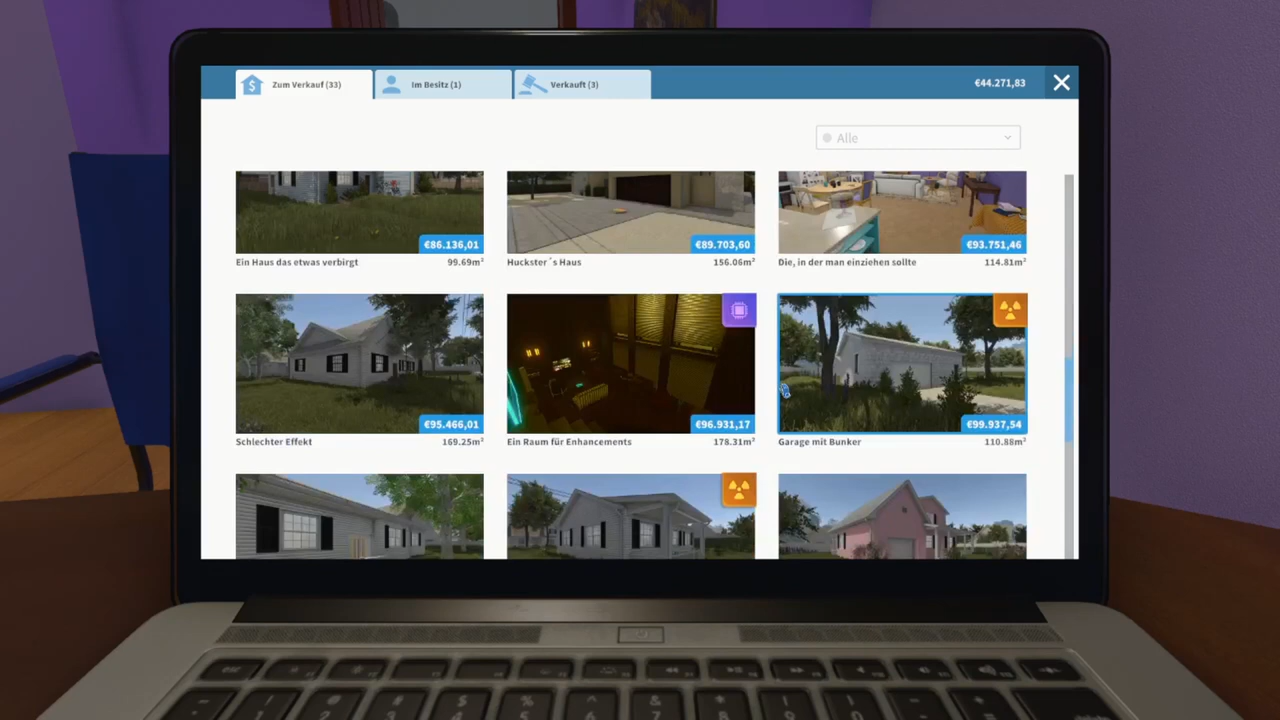 Zum Verkauf (33)
Im Besitz (1)
Verkauft (3)
€44.271,83
Alle
€86.136,01
€89.703,60
€93.751,46
Ein Haus das etwas verbirgt
99.69m²
Huckster´s Haus
156.06m²
Die, in der man einziehen sollte
114.81m²
€95.466,01
€96.931,17
€99.937,54
Schlechter Effekt
169.25m²
Ein Raum für Enhancements
178.31m²
Garage mit Bunker
110.88m²